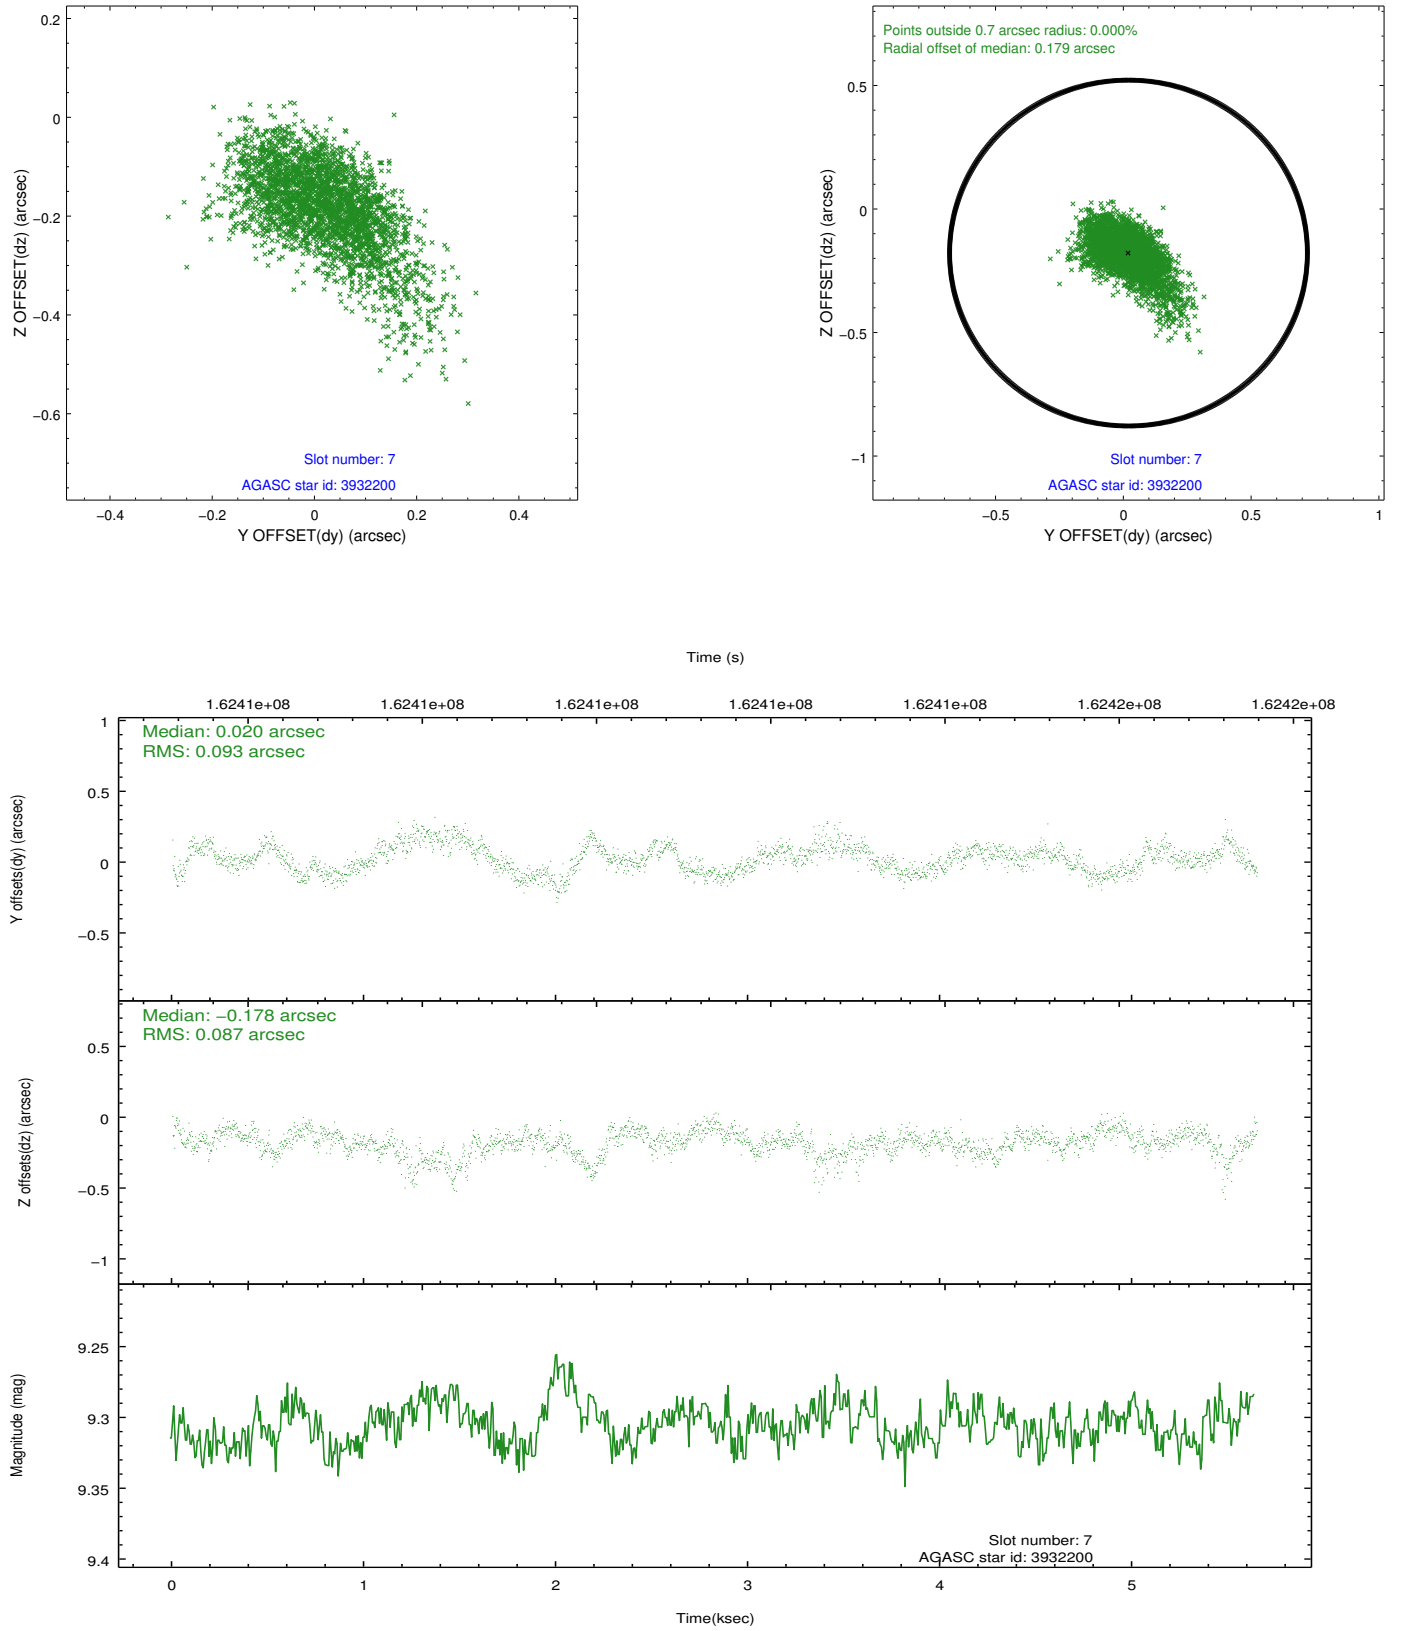 0.2
0
−0.2
−0.4
−0.6
Z OFFSET(dz) (arcsec)
Slot number: 7
AGASC star id: 3932200
−0.4 −0.2 0 0.2 0.4
Y OFFSET(dy) (arcsec)
Points outside 0.7 arcsec radius: 0.000%
Radial offset of median: 0.179 arcsec
0.5
0
−0.5
−1
Z OFFSET(dz) (arcsec)
Slot number: 7
AGASC star id: 3932200
−0.5 0 0.5 1
Y OFFSET(dy) (arcsec)
Time (s)
1.6241e+08 1.6241e+08 1.6241e+08 1.6241e+08 1.6241e+08 1.6242e+08 1.6242e+08
Median: 0.020 arcsec
RMS: 0.093 arcsec
1
0.5
0
−0.5
Y offsets(dy) (arcsec)
Median: −0.178 arcsec
RMS: 0.087 arcsec
0.5
0
−0.5
−1
Z offsets(dz) (arcsec)
9.25
9.3
9.35
9.4
Magnitude (mag)
Slot number: 7
AGASC star id: 3932200
0 1 2 3 4 5
Time(ksec)